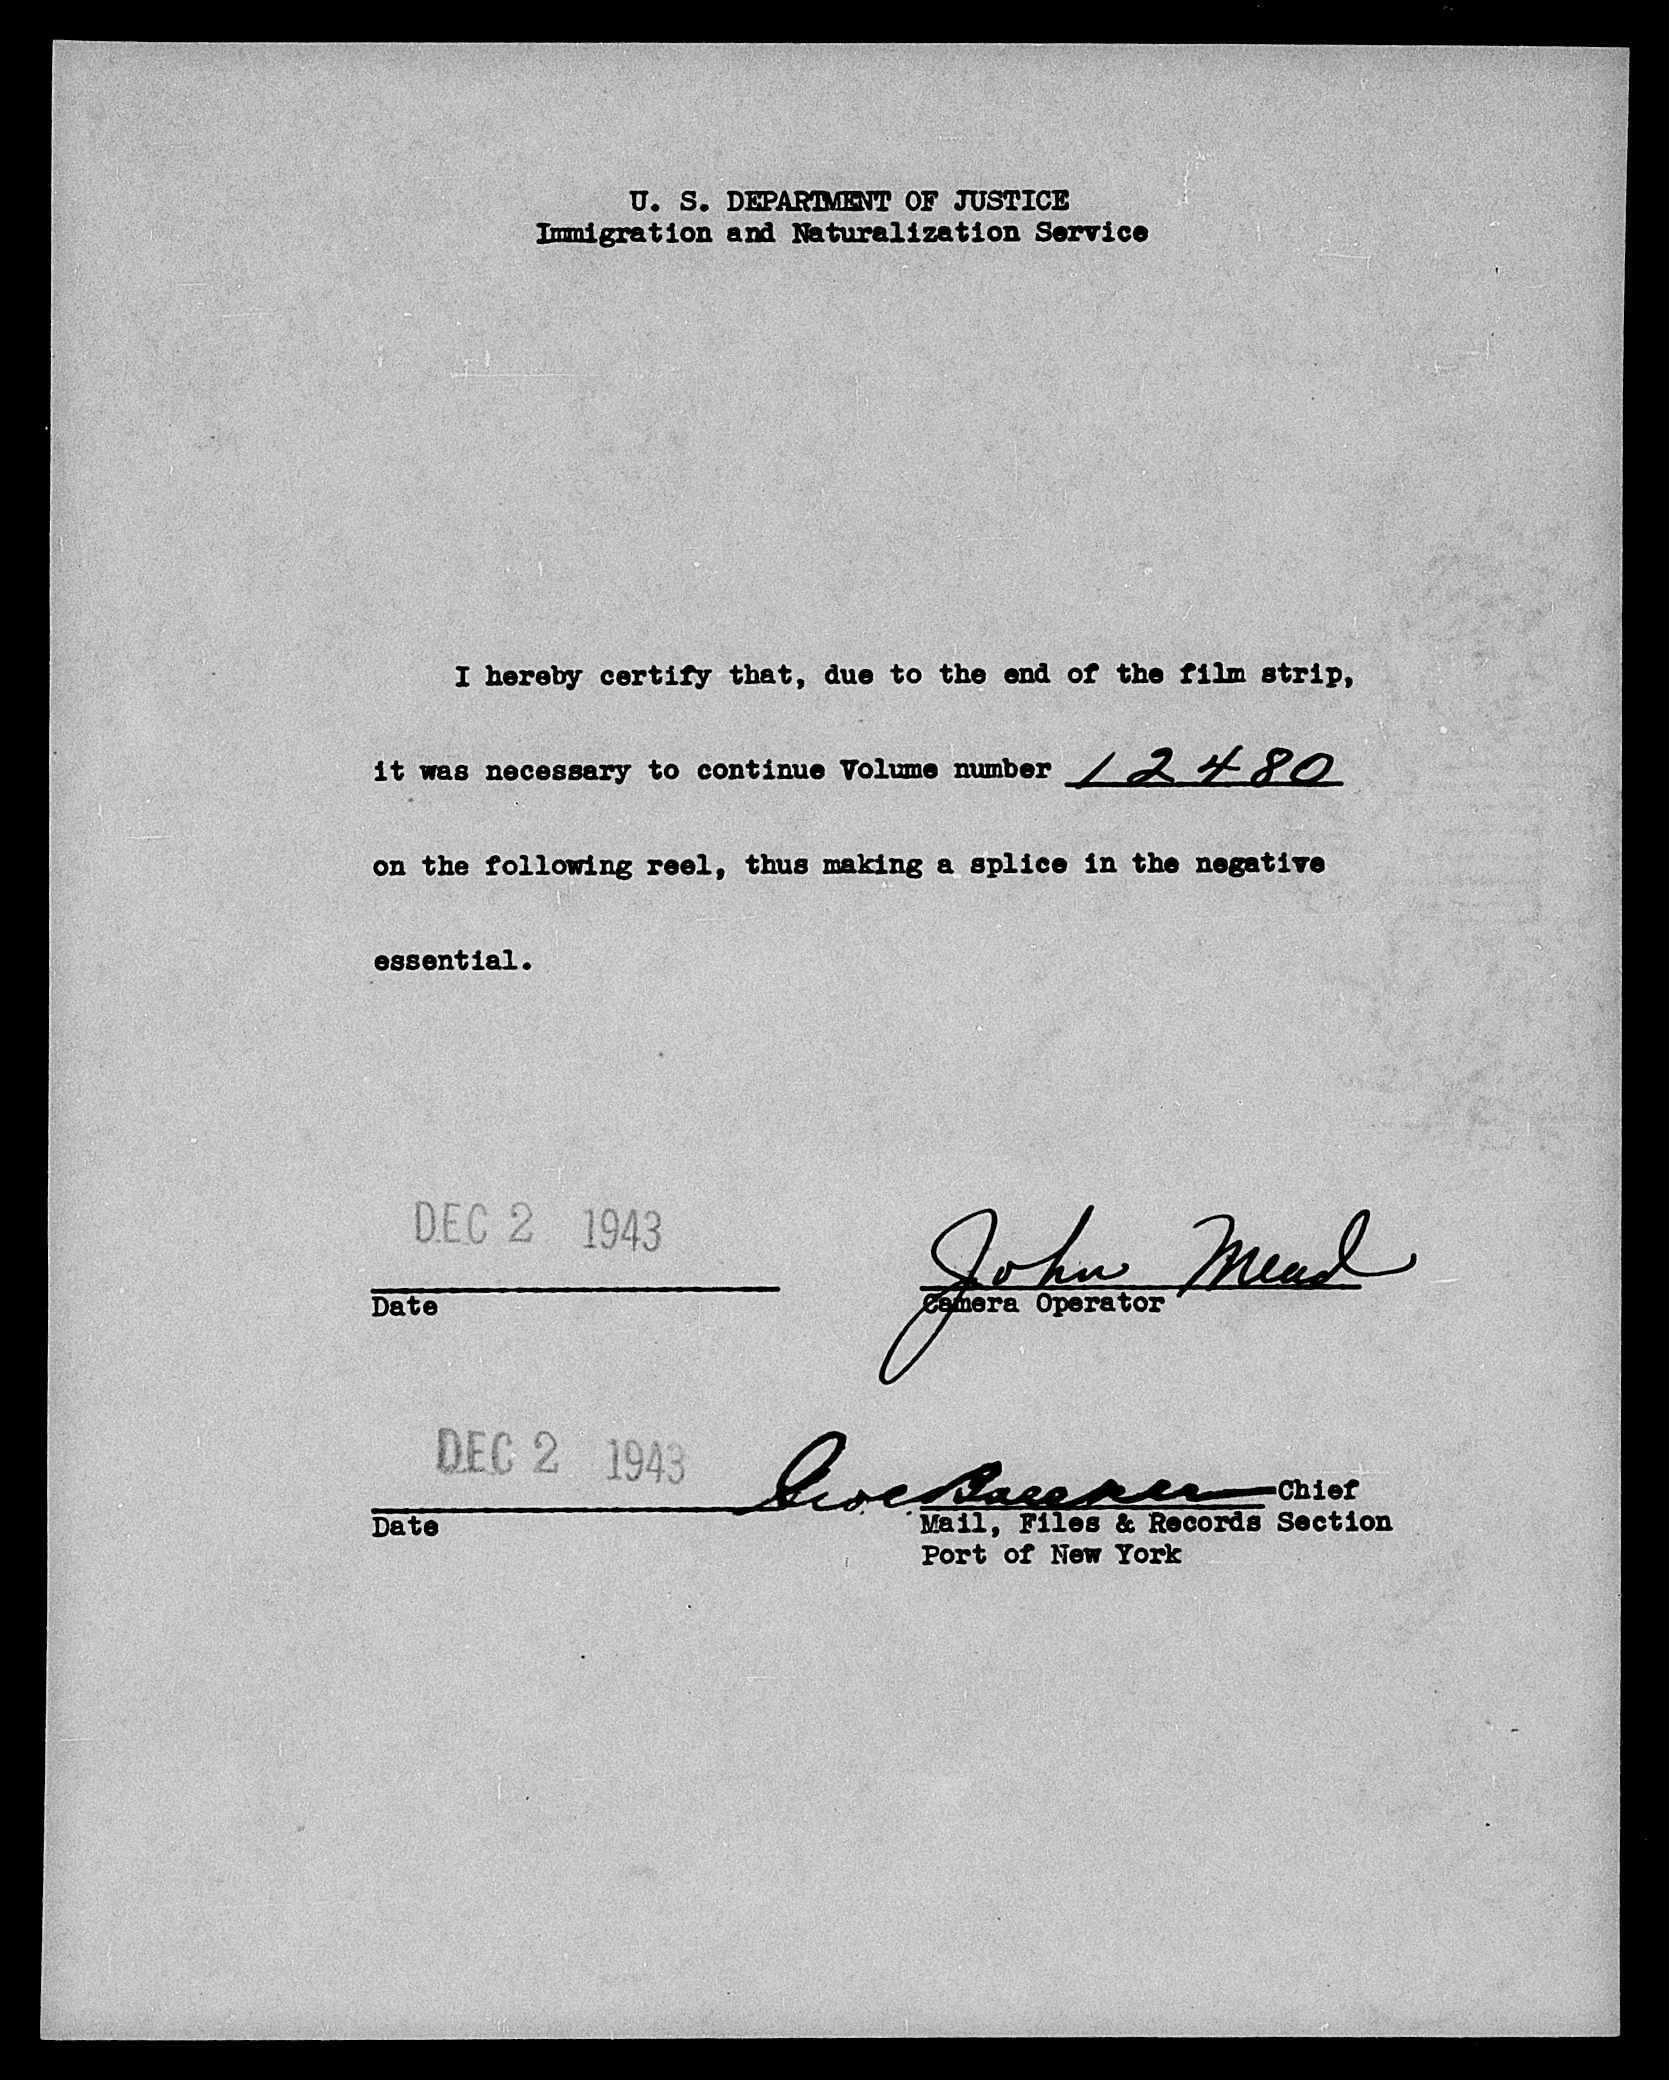 U. S. DEPARTMENT OF JUSTICE
Immigration and Naturalization Service
I hereby certify that, due to the end of the film strip,
it was necessary to continue Volume number 12480
on the following reel, thus making a splice in the negative
essential.
DEC 2 1943
John Mead
Date
Camera Operator
DEC 2 1943
Chief
Date
Mail, Files & Records Section
Port of New York